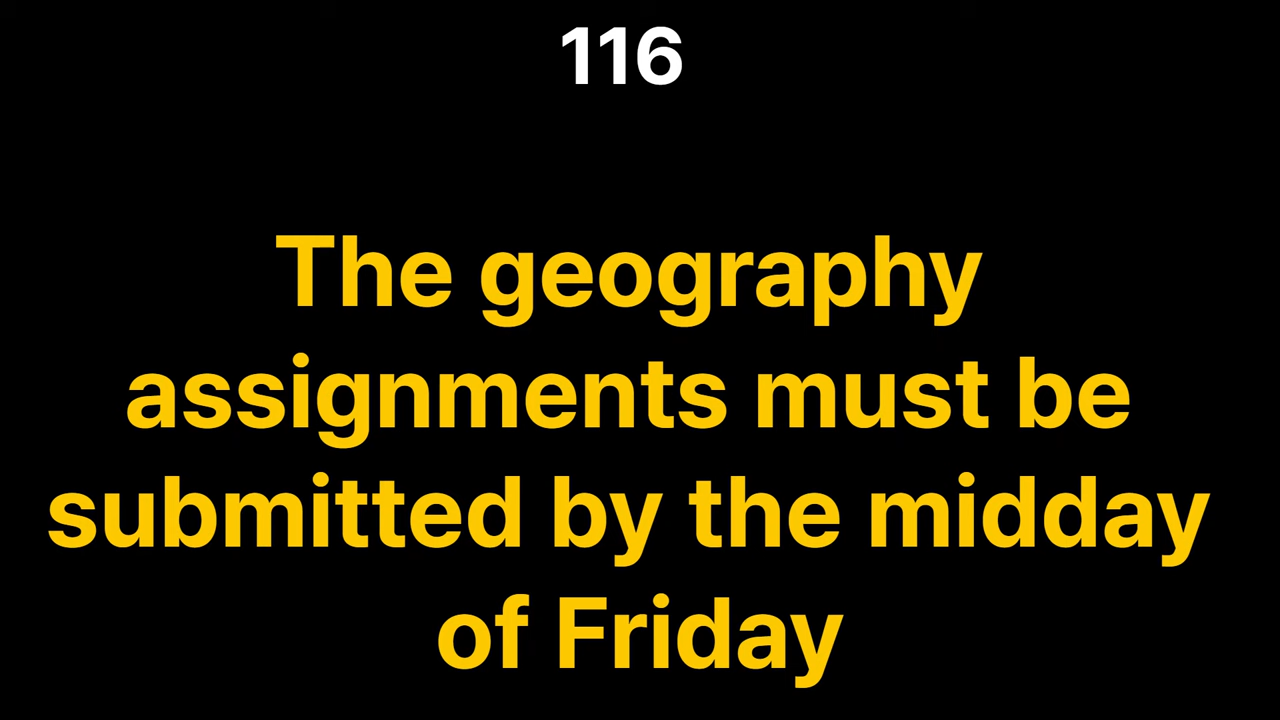 116
The geography
assignments must be
submitted by the midday
of Friday